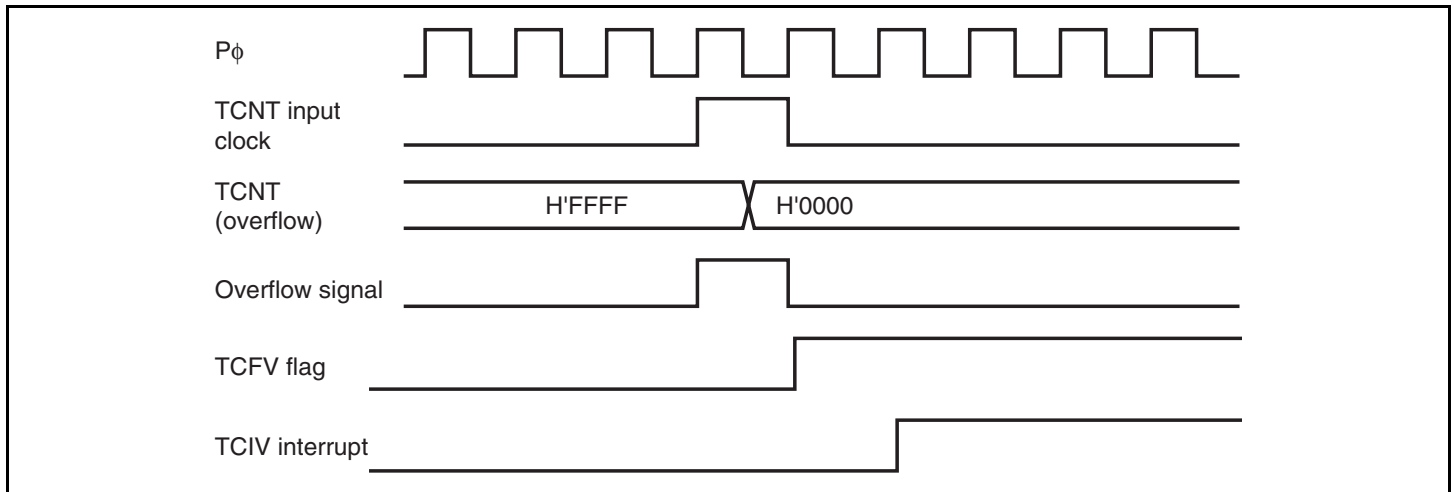 Pφ
TCNT input
clock
TCNT
(overflow)
H'FFFF
H'0000
Overflow signal
TCFV flag
TCIV interrupt